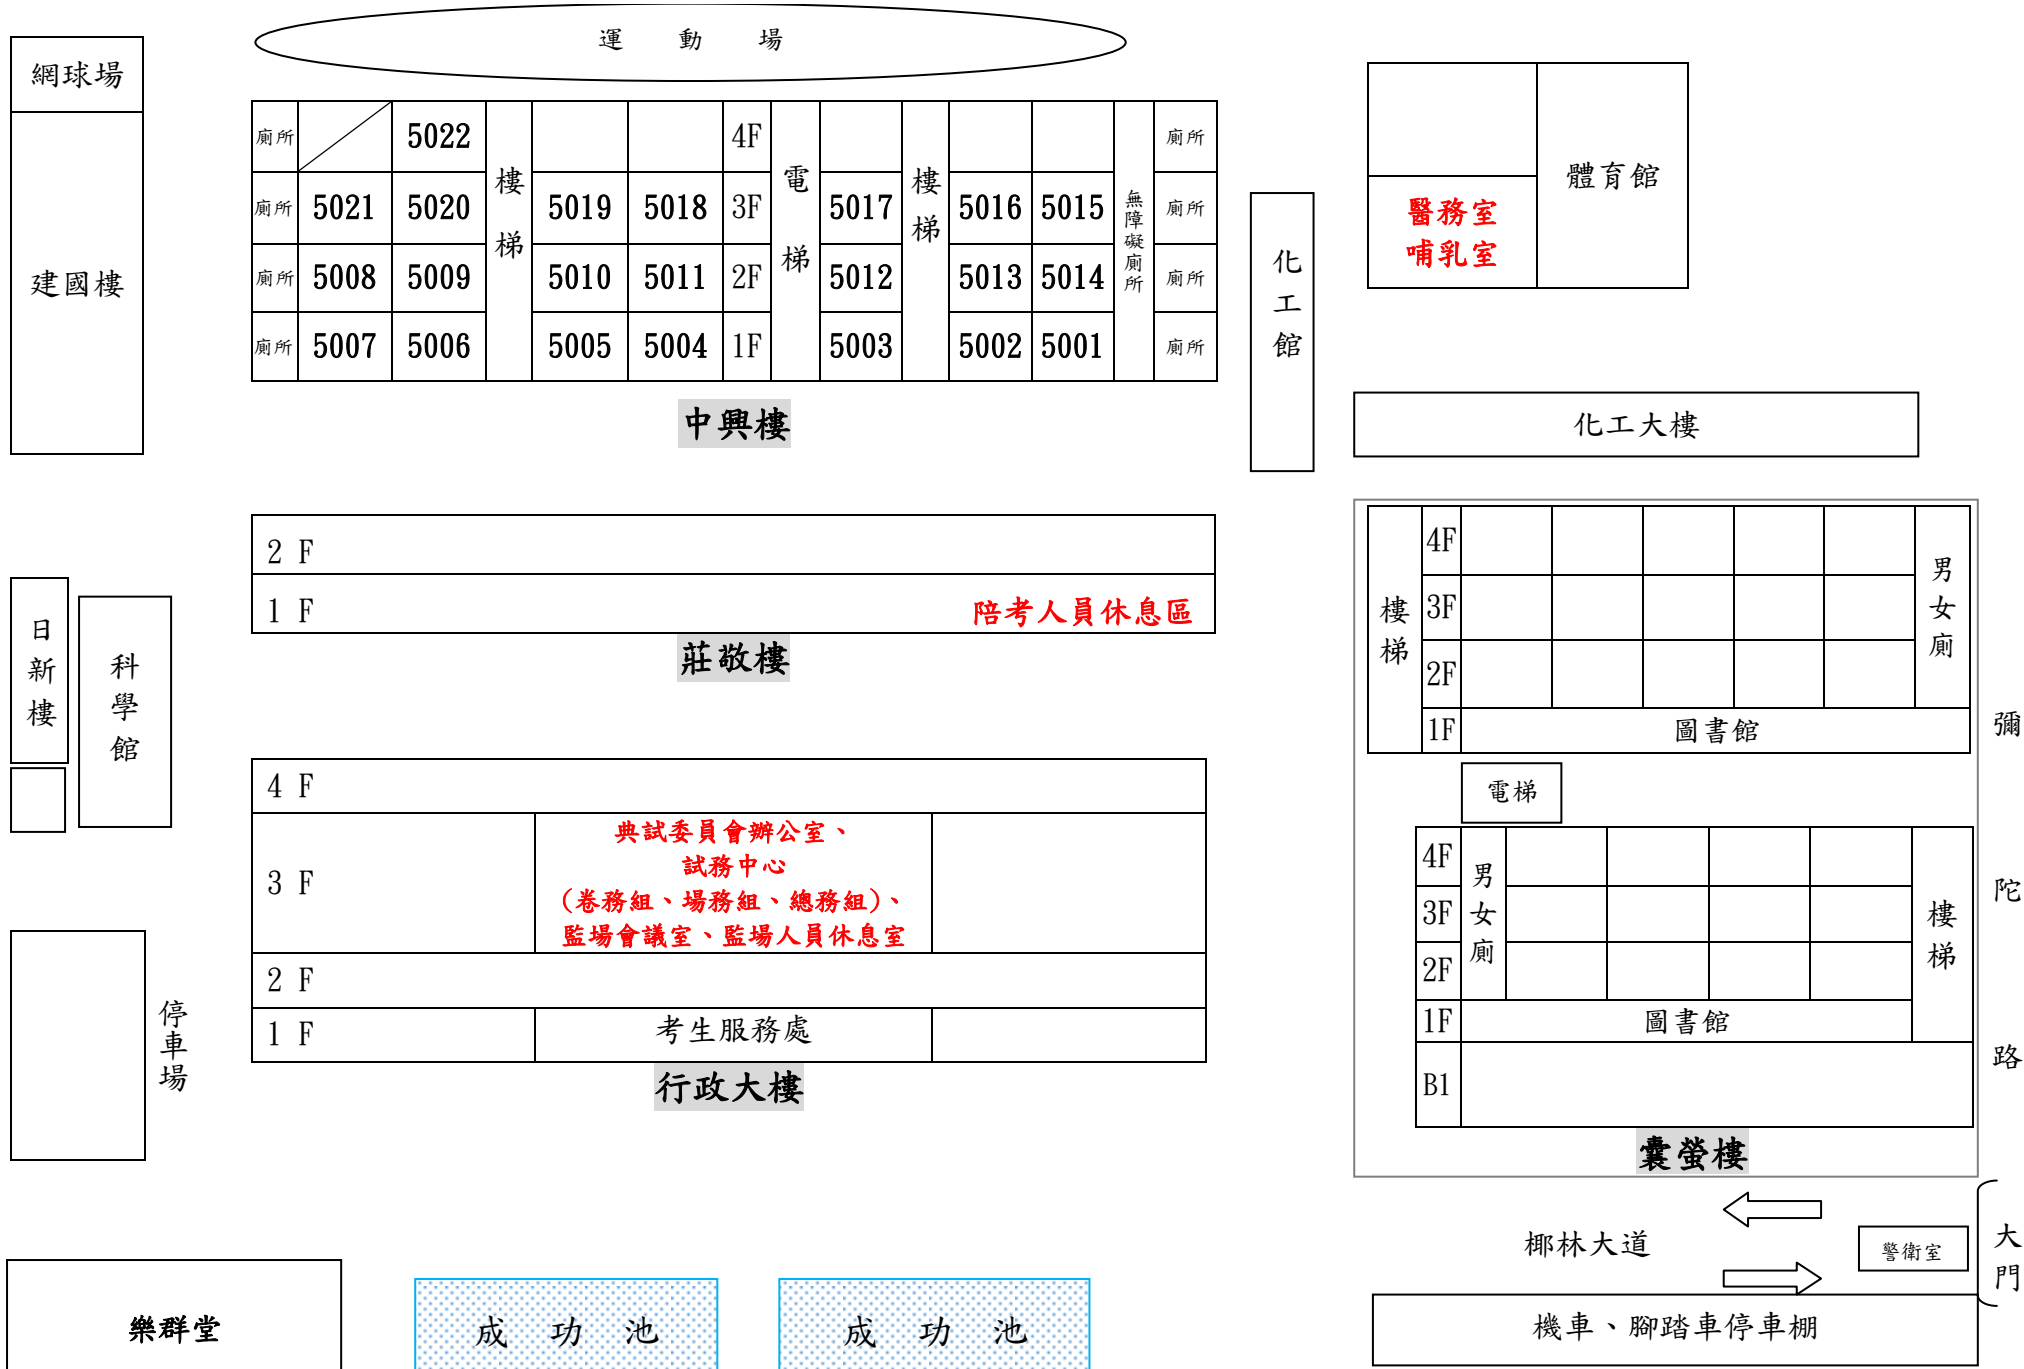 運 動 場
網球場
建國樓
廁所 5022 4F 廁所
廁所 5021 5020 5019 5018 3F 5017 5016 5015 廁所
廁所 5008 5009 5010 5011 2F 5012 5013 5014 廁所
廁所 5007 5006 5005 5004 1F 5003 5002 5001 廁所
樓梯
電梯
樓梯
無障礙廁所
中興樓
化工館
體育館
醫務室
哺乳室
化工大樓
2 F
1 F 陪考人員休息區
莊敬樓
日新樓
科學館
4 F
3 F
典試委員會辦公室、
試務中心
(卷務組、場務組、總務組)、
監場會議室、監場人員休息室
2 F
1 F 考生服務處
行政大樓
停車場
樓梯
4F
3F
2F
1F 圖書館
男女廁
電梯
4F
3F
2F
1F 圖書館
B1
男女廁
樓梯
囊螢樓
彌陀路
椰林大道
警衛室
大門
機車、腳踏車停車棚
樂群堂
成 功 池
成 功 池